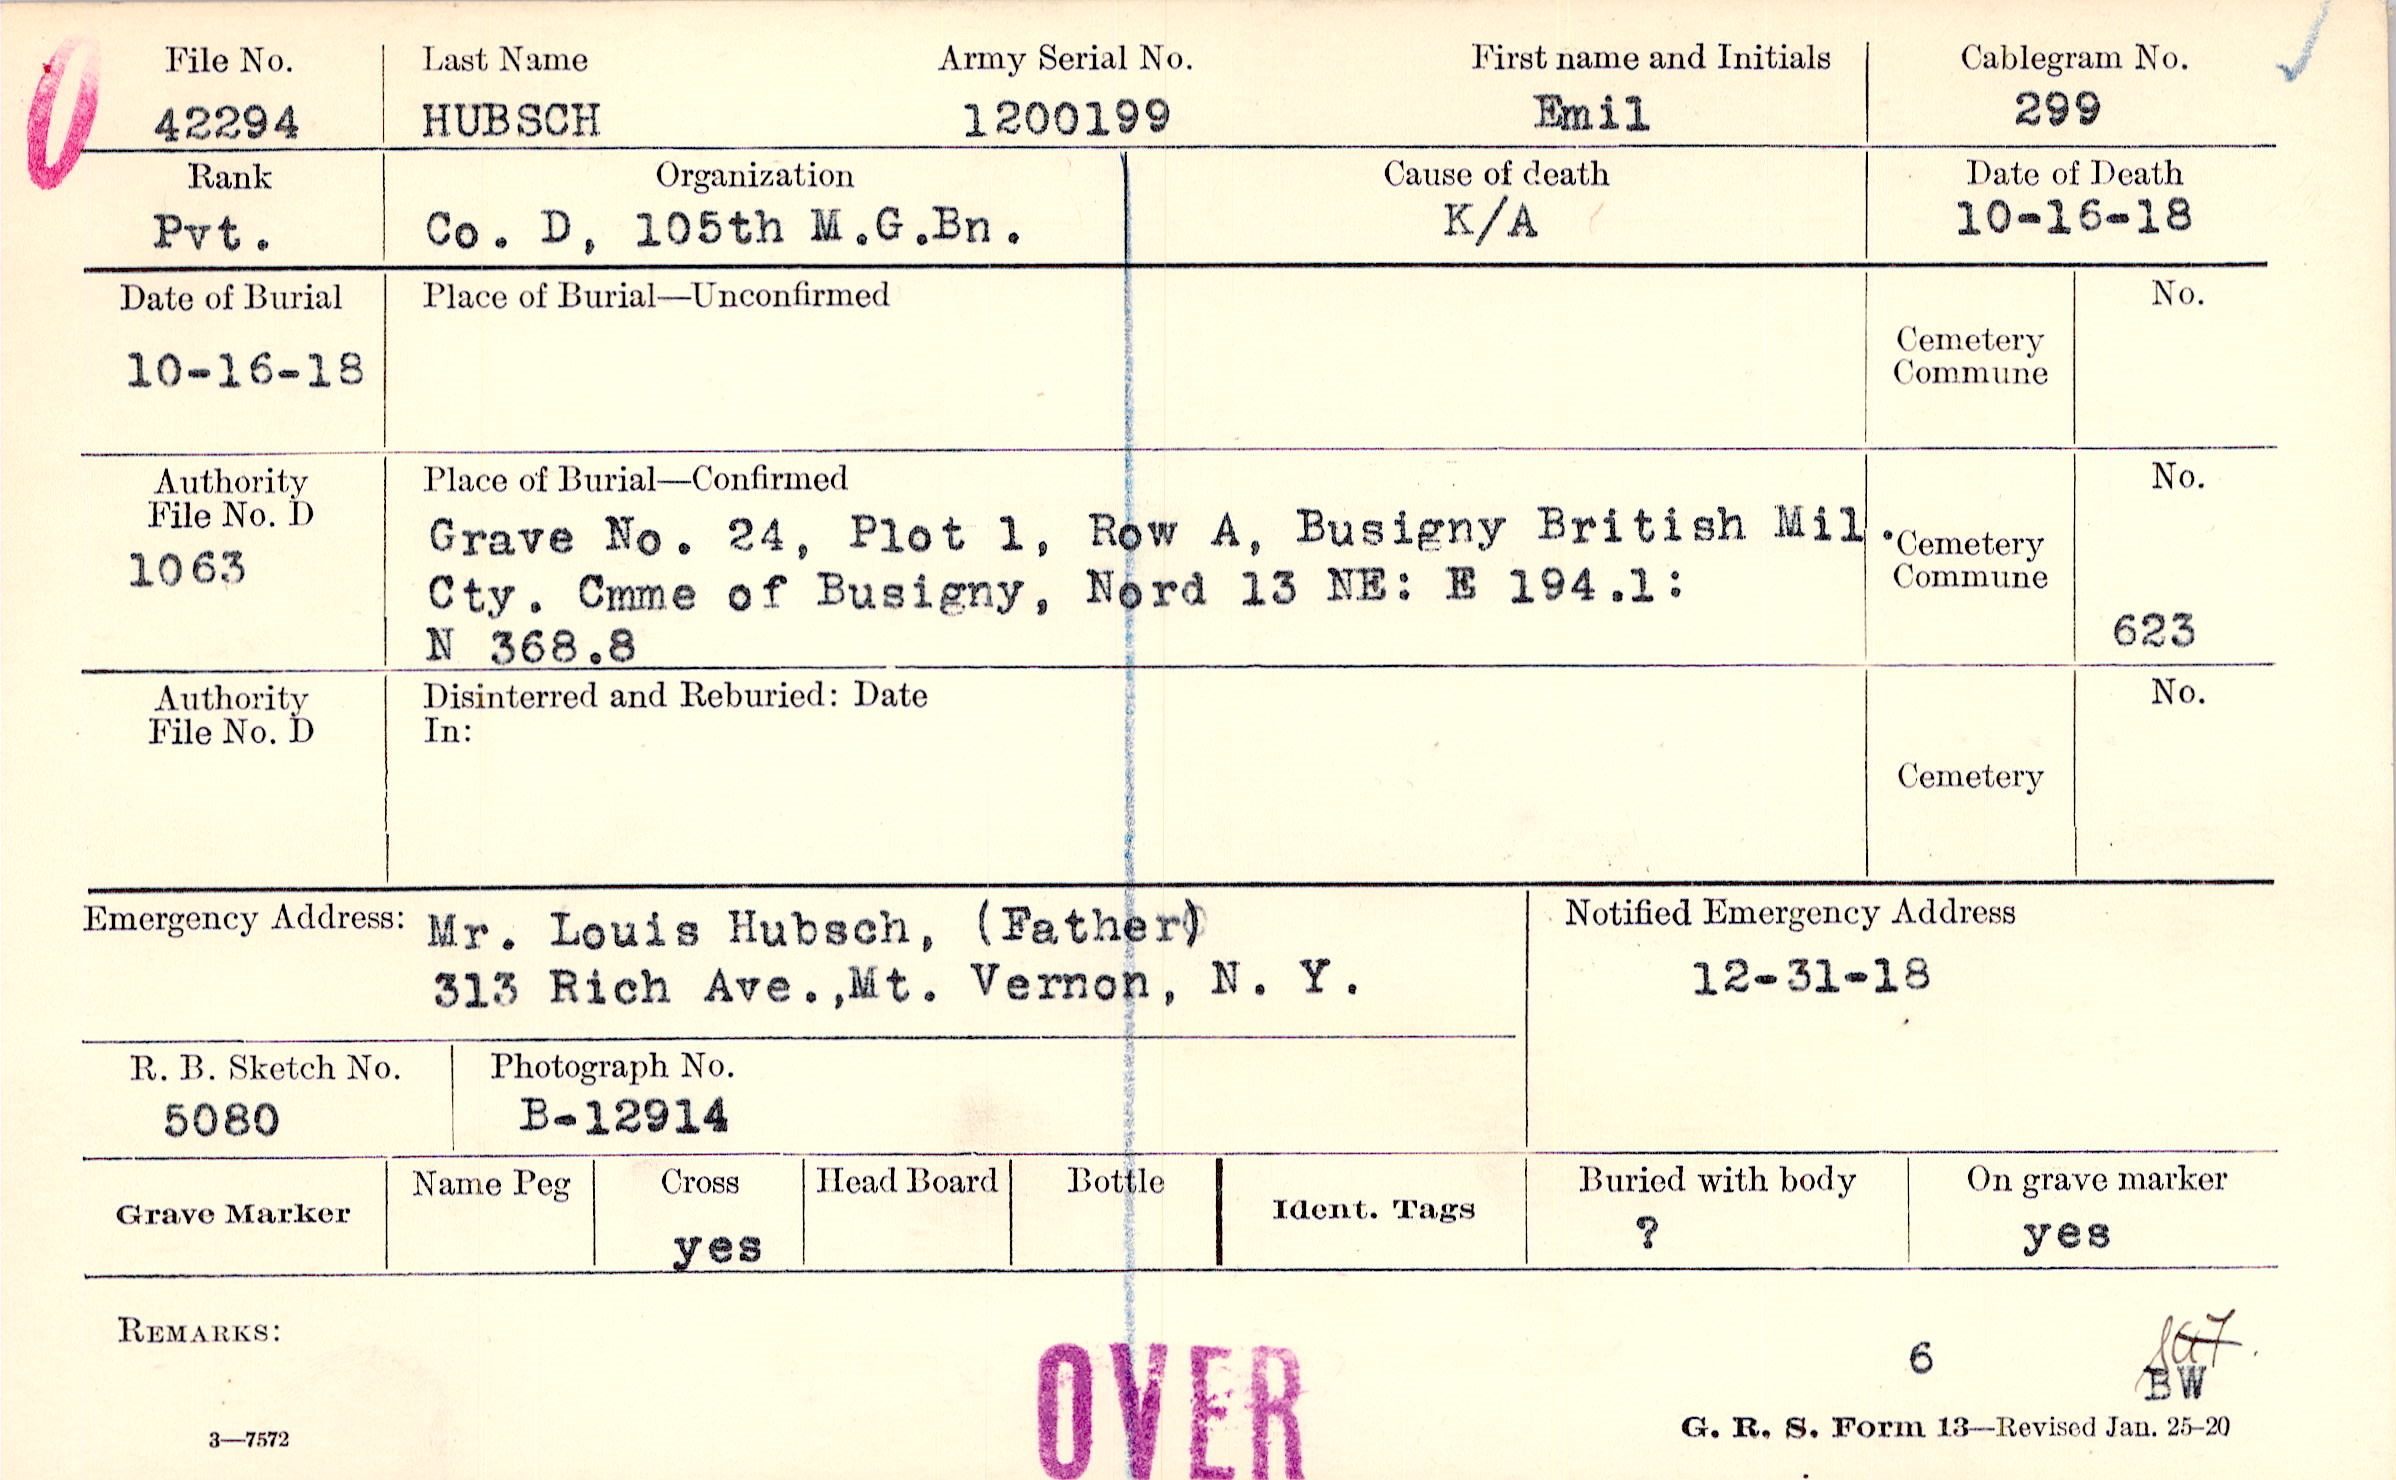 File No. Last Name Army Serial No. First name and Initials Cablegram No.
42294 HUBSCH 1200199 Emil 299
Rank Organization Cause of death Date of Death
Pvt. Co. D, 105th M.G.Bn. K/A 10-16-18
Date of Burial Place of Burial—Unconfirmed No.
Cemetery
Commune
10-16-18
Authority Place of Burial—Confirmed No.
File No. D
1063
Grave No. 24, Plot 1, Row A, Busigny British Mil.
Cty. Cmme of Busigny, Nord 13 NE: E 194.1:
N 368.8
Cemetery
Commune
623
Authority Disinterred and Reburied: Date No.
File No. D In:
Cemetery
Emergency Address: Mr. Louis Hubsch, (Father) Notified Emergency Address
313 Rich Ave.,Mt. Vernon, N. Y. 12-31-18
R. B. Sketch No. Photograph No.
5080 B-12914
Grave Marker Name Peg Cross Head Board Bottle Ident. Tags Buried with body On grave marker
yes ? yes
REMARKS:
6
BW
OVER
3—7572 G. R. S. Form 13—Revised Jan. 25-20